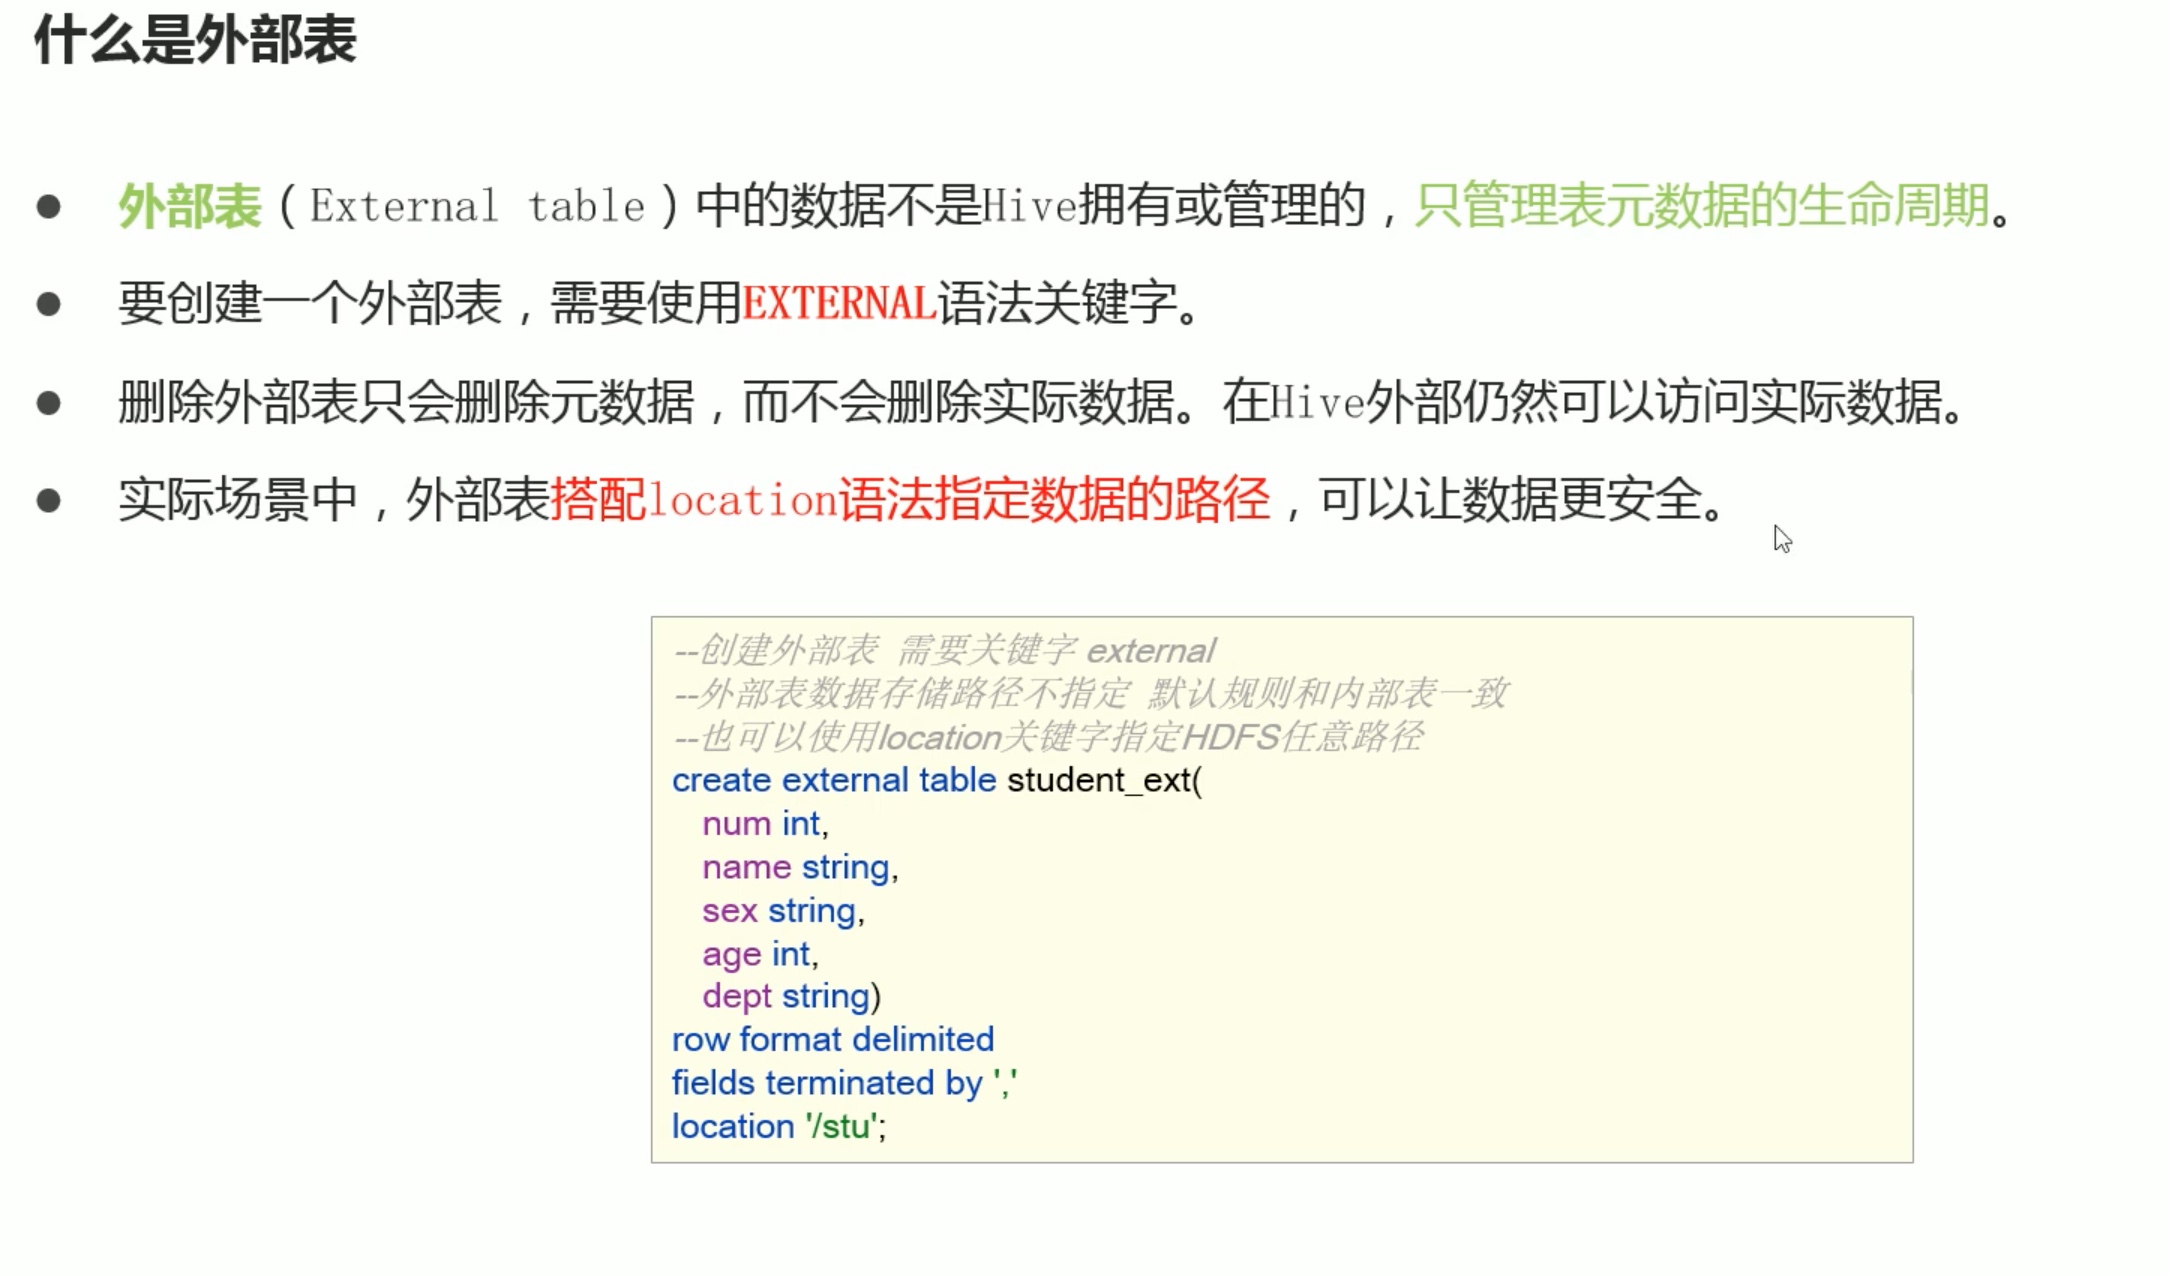 什么是外部表
外部表（External table）中的数据不是Hive拥有或管理的，只管理表元数据的生命周期。
要创建一个外部表，需要使用EXTERNAL语法关键字。
删除外部表只会删除元数据，而不会删除实际数据。在Hive外部仍然可以访问实际数据。
实际场景中，外部表搭配location语法指定数据的路径，可以让数据更安全。
--创建外部表 需要关键字 external
--外部表数据存储路径不指定 默认规则和内部表一致
--也可以使用location关键字指定HDFS任意路径
create external table student_ext(
num int,
name string,
sex string,
age int,
dept string)
row format delimited
fields terminated by ','
location '/stu';